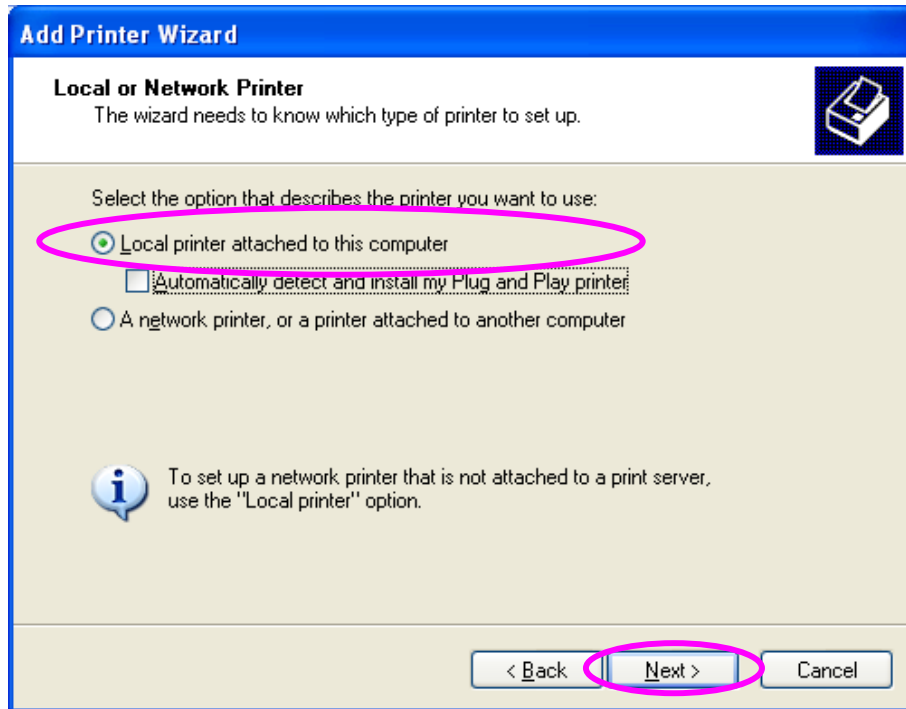 Add Printer Wizard
Local or Network Printer
The wizard needs to know which type of printer to set up.
Select the option that describes the printer you want to use:
Local printer attached to this computer
Automatically detect and install my Plug and Play printer
A network printer, or a printer attached to another computer
To set up a network printer that is not attached to a print server,
use the "Local printer" option.
< Back
Next >
Cancel